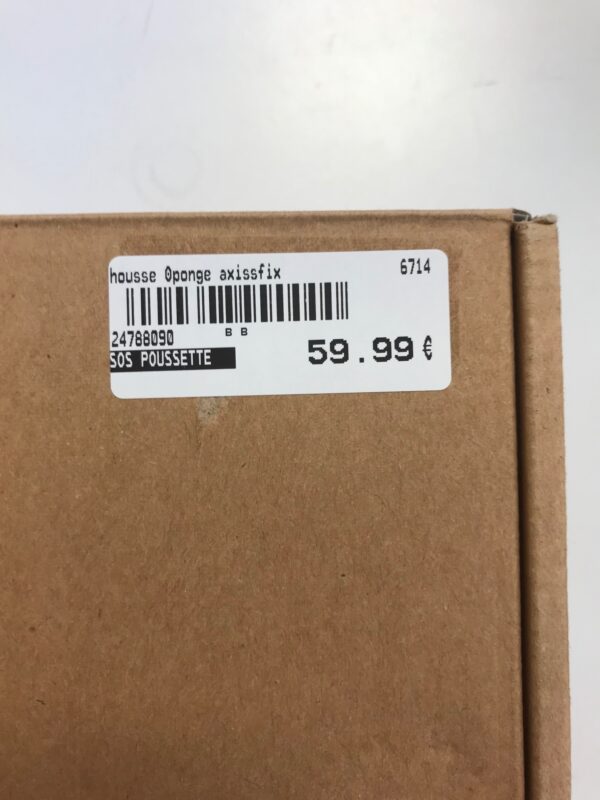 housse 0ponge axissfix 6714
24788090 B B
SOS POUSSETTE 59.99 €